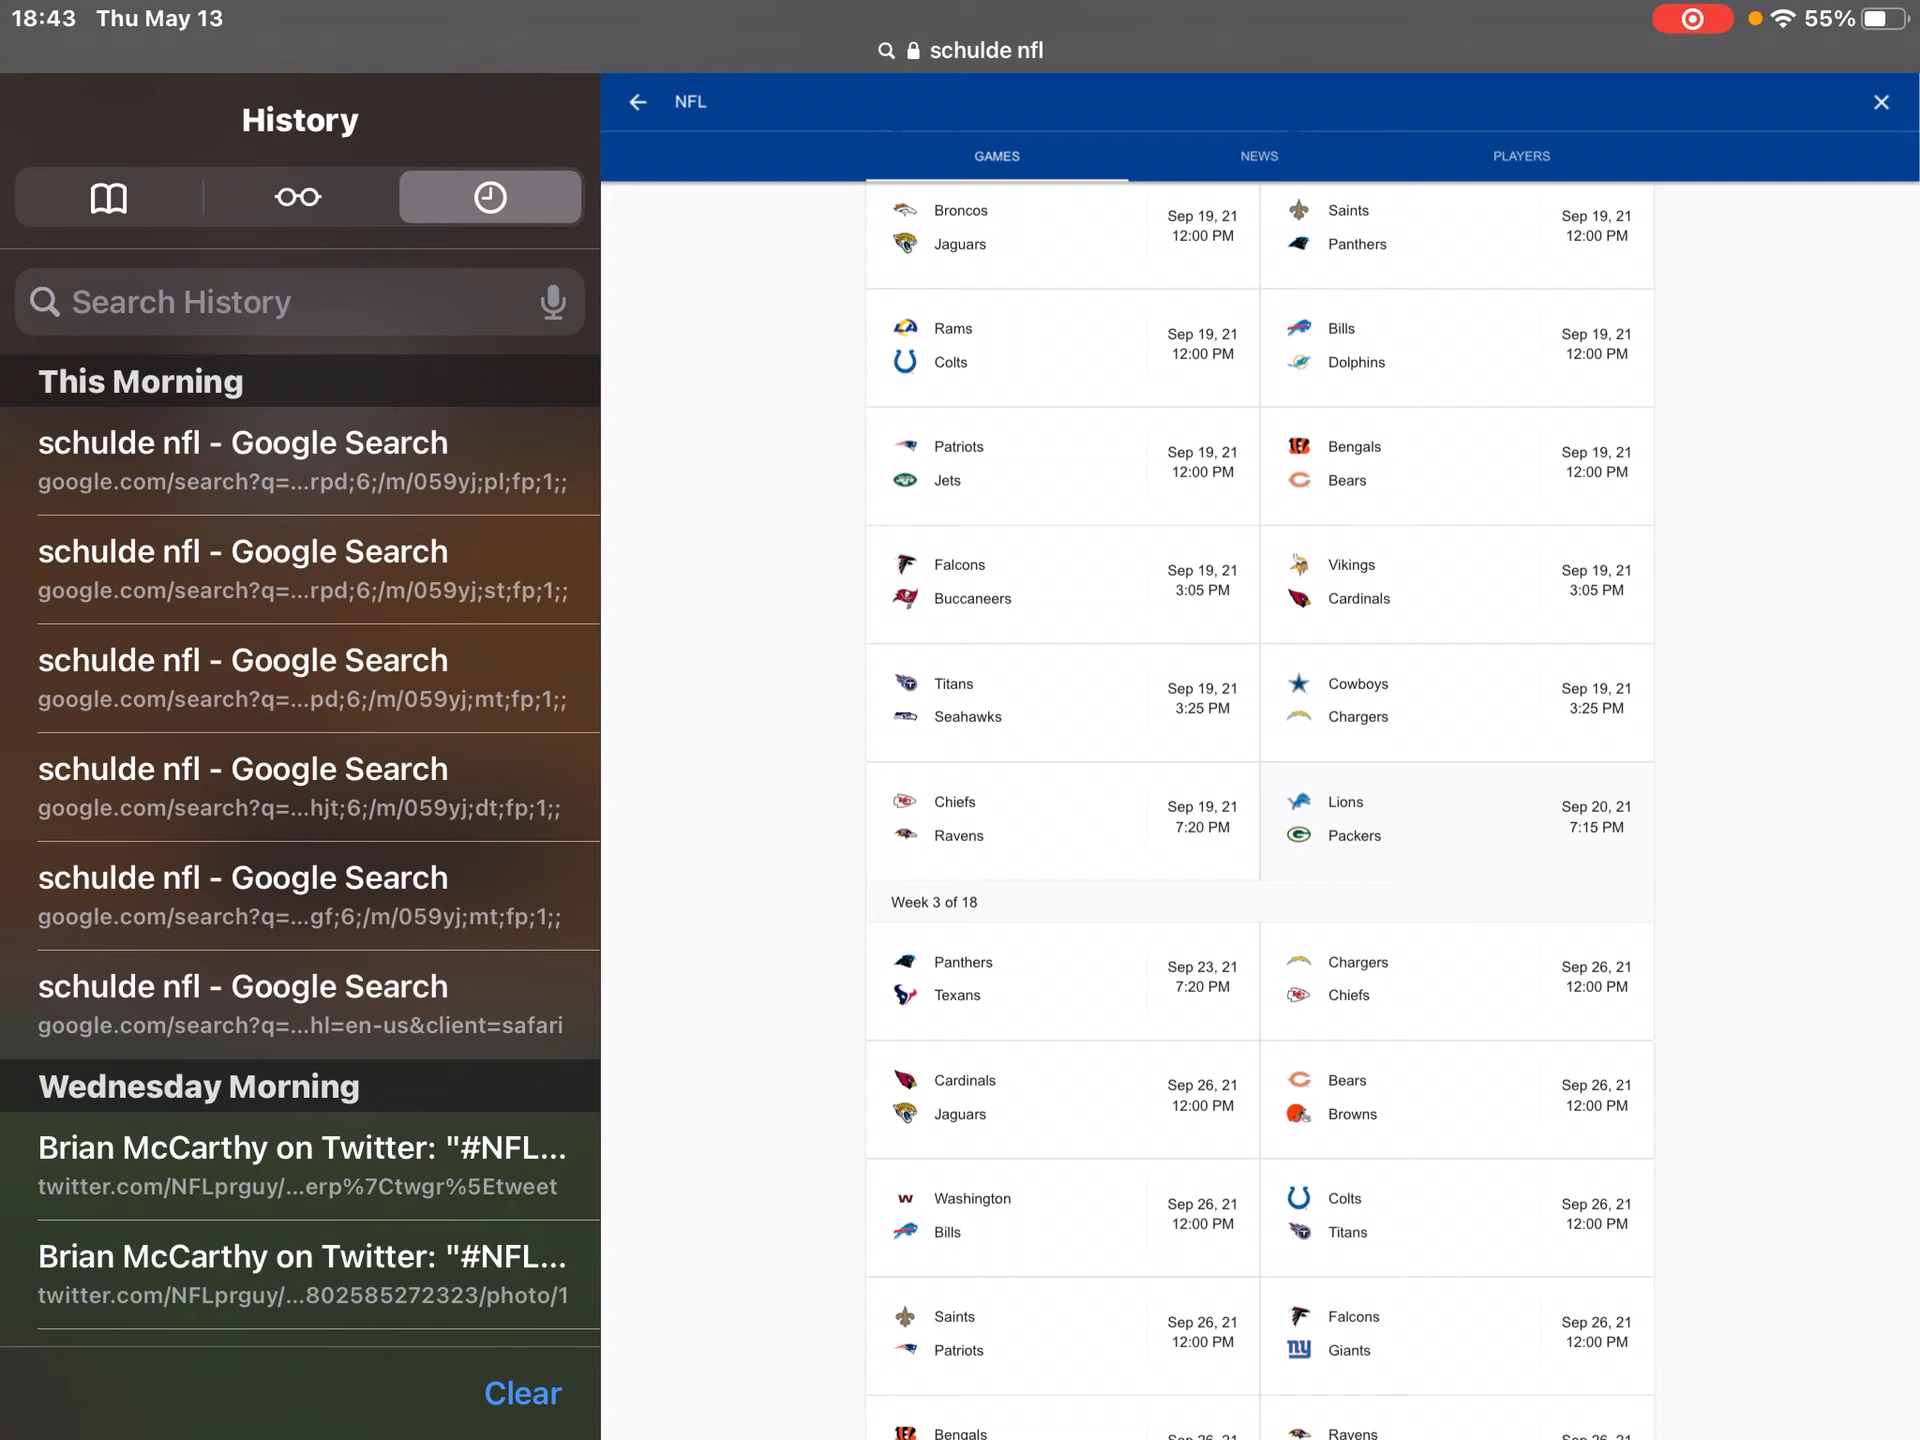 18:43 Thu May 13
55%
schulde nfl
History
Search History
This Morning
schulde nfl - Google Search
google.com/search?q=...rpd;6;/m/059yj;pl;fp;1;;
schulde nfl - Google Search
google.com/search?q=...rpd;6;/m/059yj;st;fp;1;;
schulde nfl - Google Search
google.com/search?q=...pd;6;/m/059yj;mt;fp;1;;
schulde nfl - Google Search
google.com/search?q=...hjt;6;/m/059yj;dt;fp;1;;
schulde nfl - Google Search
google.com/search?q=...gf;6;/m/059yj;mt;fp;1;;
schulde nfl - Google Search
google.com/search?q=...hl=en-us&client=safari
Wednesday Morning
Brian McCarthy on Twitter: "#NFL...
twitter.com/NFLprguy/...erp%7Ctwgr%5Etweet
Brian McCarthy on Twitter: "#NFL...
twitter.com/NFLprguy/...802585272323/photo/1
Clear
NFL
GAMES NEWS PLAYERS
Broncos
Jaguars
Sep 19, 21
12:00 PM
Saints
Panthers
Sep 19, 21
12:00 PM
Rams
Colts
Sep 19, 21
12:00 PM
Bills
Dolphins
Sep 19, 21
12:00 PM
Patriots
Jets
Sep 19, 21
12:00 PM
Bengals
Bears
Sep 19, 21
12:00 PM
Falcons
Buccaneers
Sep 19, 21
3:05 PM
Vikings
Cardinals
Sep 19, 21
3:05 PM
Titans
Seahawks
Sep 19, 21
3:25 PM
Cowboys
Chargers
Sep 19, 21
3:25 PM
Chiefs
Ravens
Sep 19, 21
7:20 PM
Lions
Packers
Sep 20, 21
7:15 PM
Week 3 of 18
Panthers
Texans
Sep 23, 21
7:20 PM
Chargers
Chiefs
Sep 26, 21
12:00 PM
Cardinals
Jaguars
Sep 26, 21
12:00 PM
Bears
Browns
Sep 26, 21
12:00 PM
W Washington
Bills
Sep 26, 21
12:00 PM
Colts
Titans
Sep 26, 21
12:00 PM
Saints
Patriots
Sep 26, 21
12:00 PM
Falcons
ny Giants
Sep 26, 21
12:00 PM
Bengals
Sep 26, 21
Ravens
Sep 26, 21